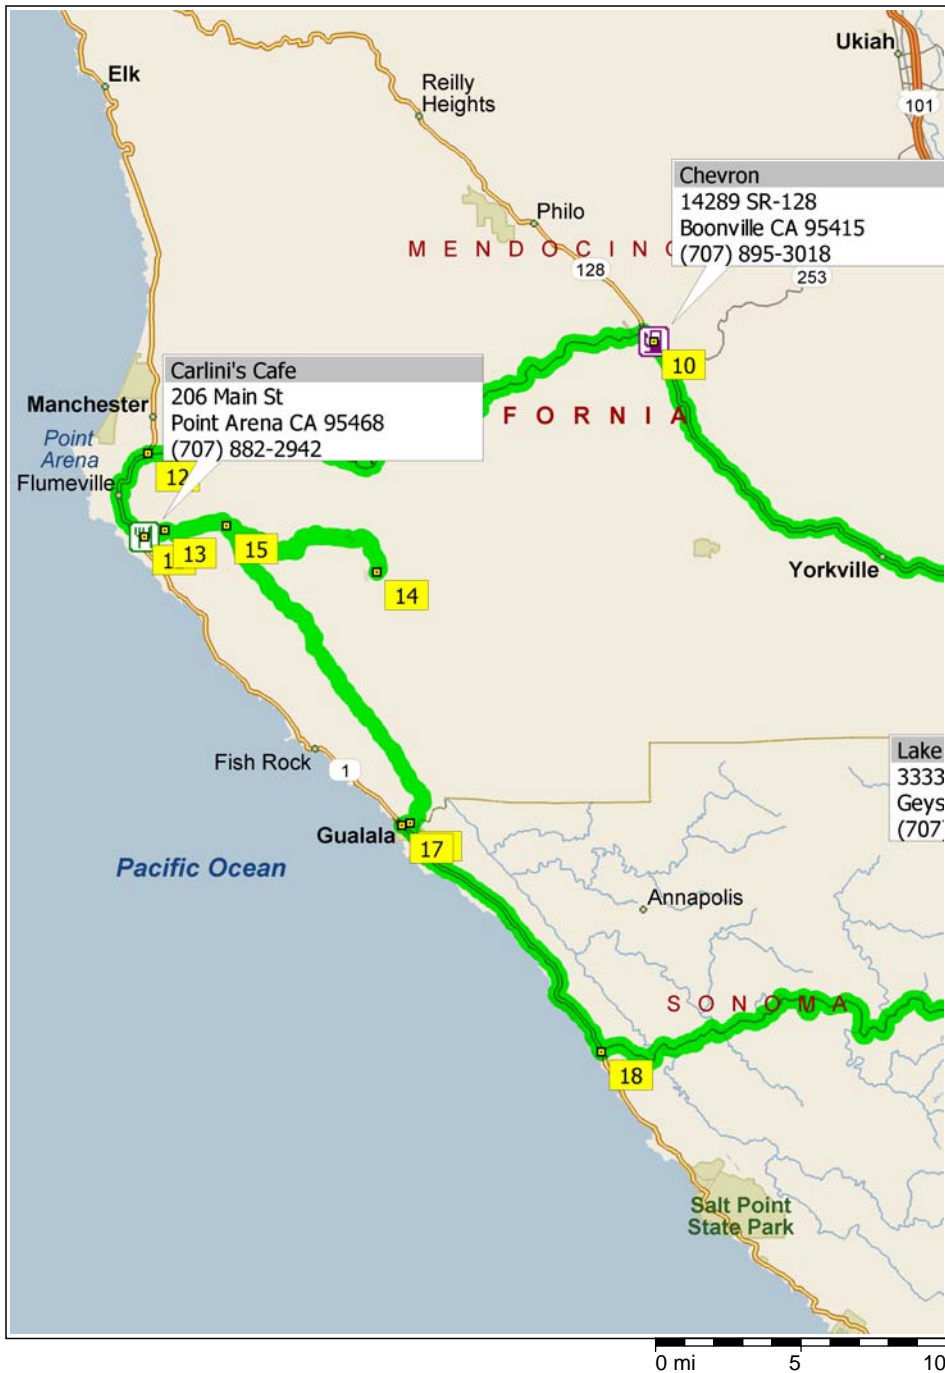 Ukiah
Elk
Reilly
Heights
101
Chevron
14289 SR-128
Boonville CA 95415
(707) 895-3018
Philo
MENDOCINO
128
253
10
Carlini's Cafe
206 Main St
Point Arena CA 95468
(707) 882-2942
Manchester
FORNIA
Point
Arena
Flumeville
12
13
15
14
Yorkville
Fish Rock
1
Lake
3333
Geys
(707)
Gualala
17
Pacific Ocean
Annapolis
SONOMA
18
Salt Point
State Park
0 mi 5 10